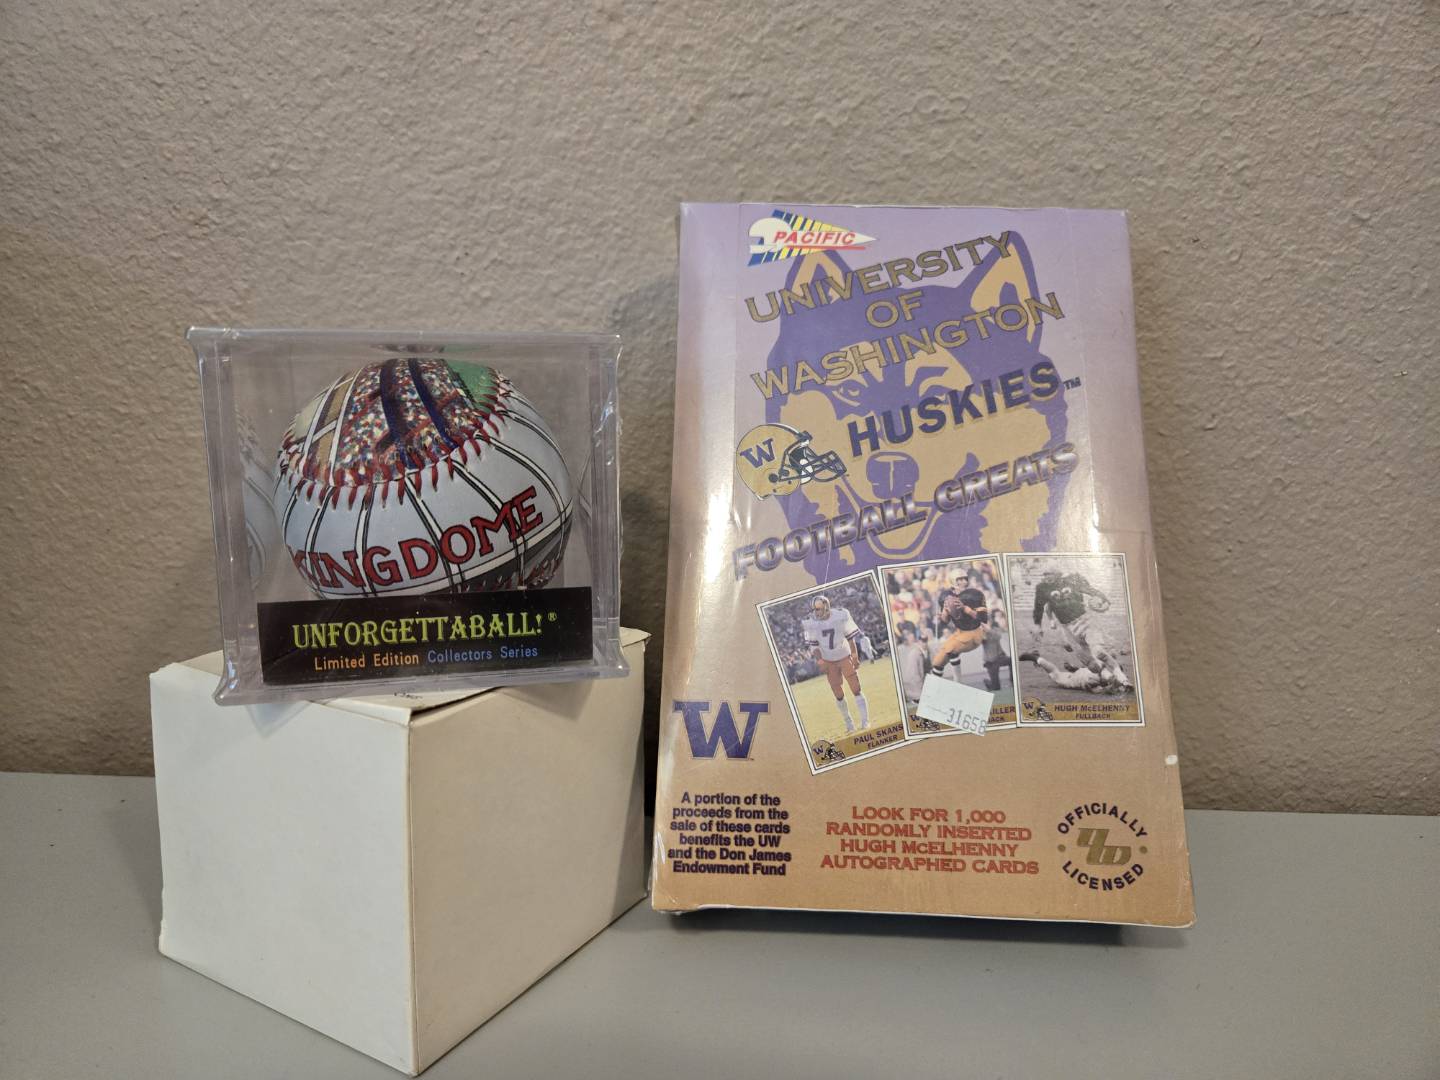 KINGDOME
UNFORGETTABALL!®
Limited Edition Collectors Series
PACIFIC
UNIVERSITY
OF
WASHINGTON
HUSKIES™
W
FOOTBALL GREATS
7
PAUL SKANS
FLANKER
W
31658
HUGH McELHENNY
FULLBACK
W
A portion of the
proceeds from the
sale of these cards
benefits the UW
and the Don James
Endowment Fund
LOOK FOR 1,000
RANDOMLY INSERTED
HUGH McELHENNY
AUTOGRAPHED CARDS
OFFICIALLY
UW
LICENSED